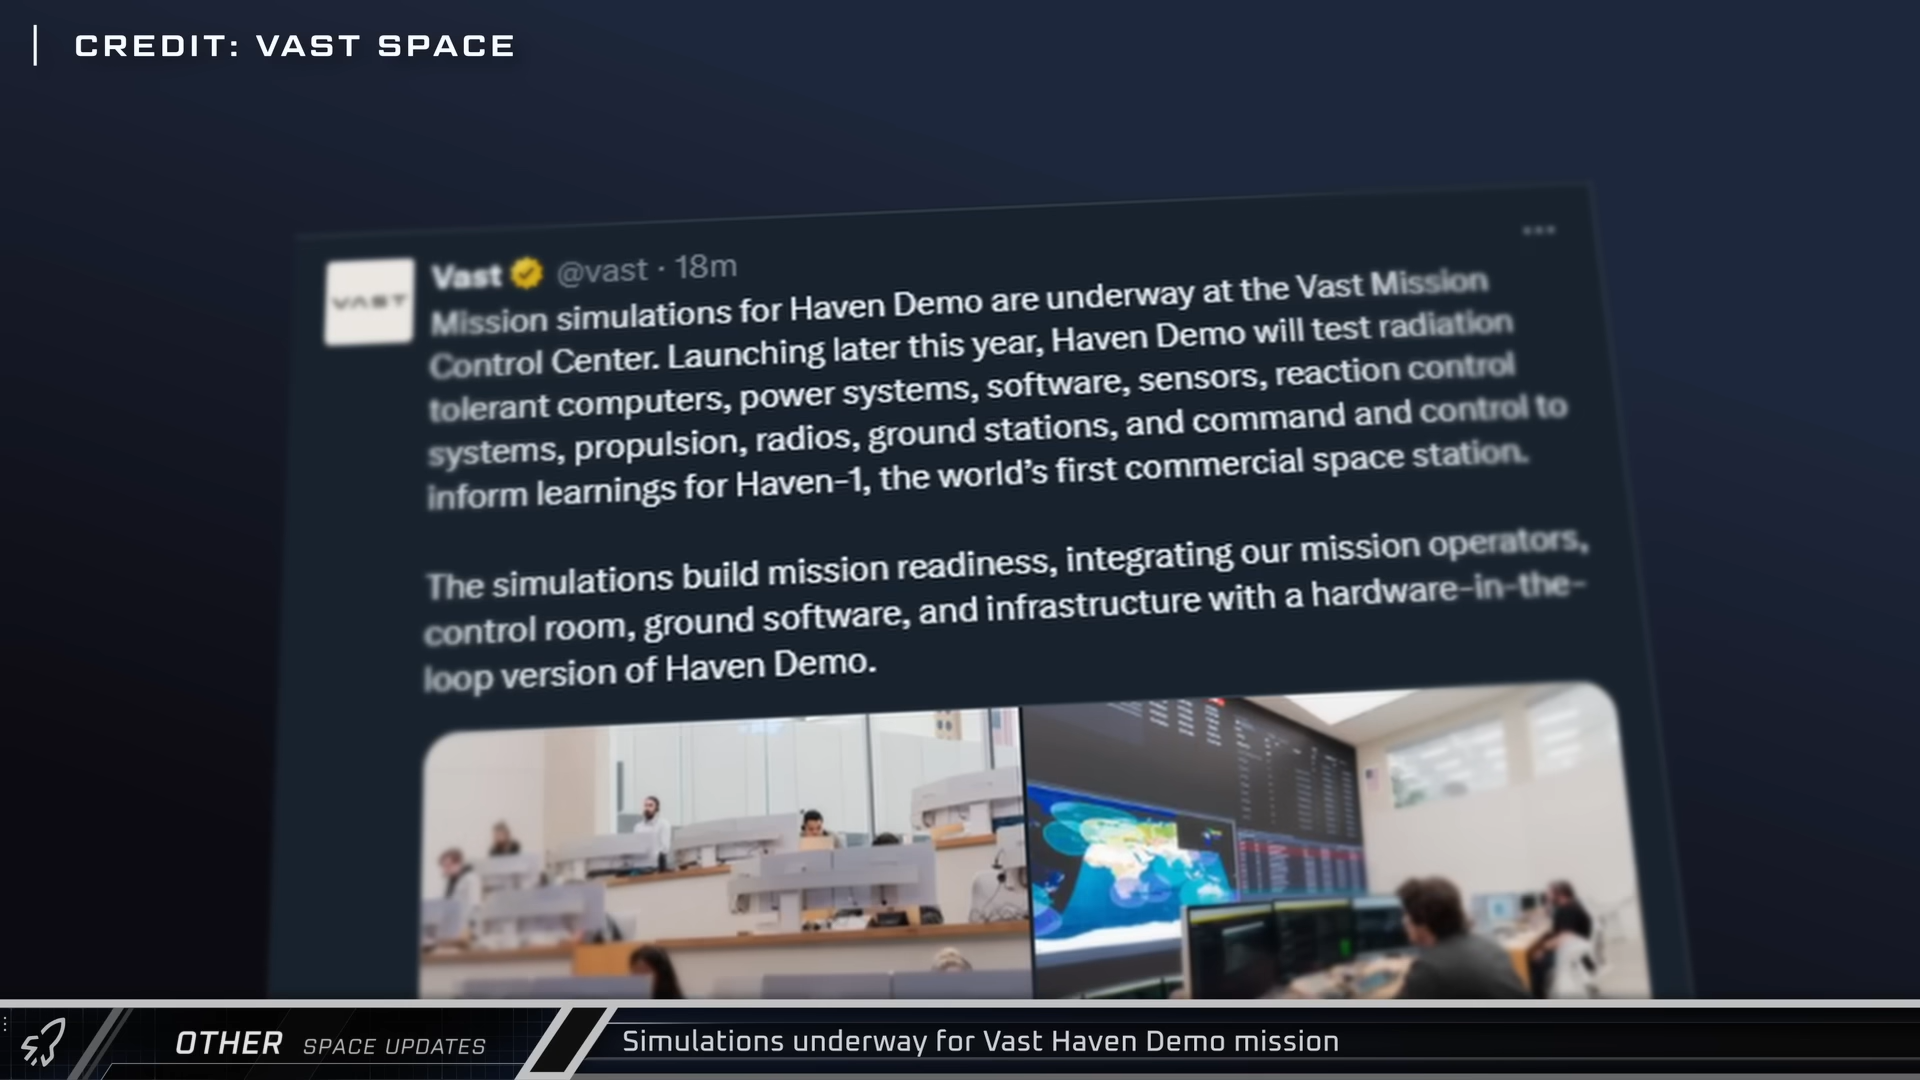 CREDIT: VAST SPACE
VAST
Vast @vast · 18m
Mission simulations for Haven Demo are underway at the Vast Mission
Control Center. Launching later this year, Haven Demo will test radiation
tolerant computers, power systems, software, sensors, reaction control
systems, propulsion, radios, ground stations, and command and control to
inform learnings for Haven-1, the world’s first commercial space station.
The simulations build mission readiness, integrating our mission operators,
control room, ground software, and infrastructure with a hardware-in-the-
loop version of Haven Demo.
OTHER SPACE UPDATES
Simulations underway for Vast Haven Demo mission